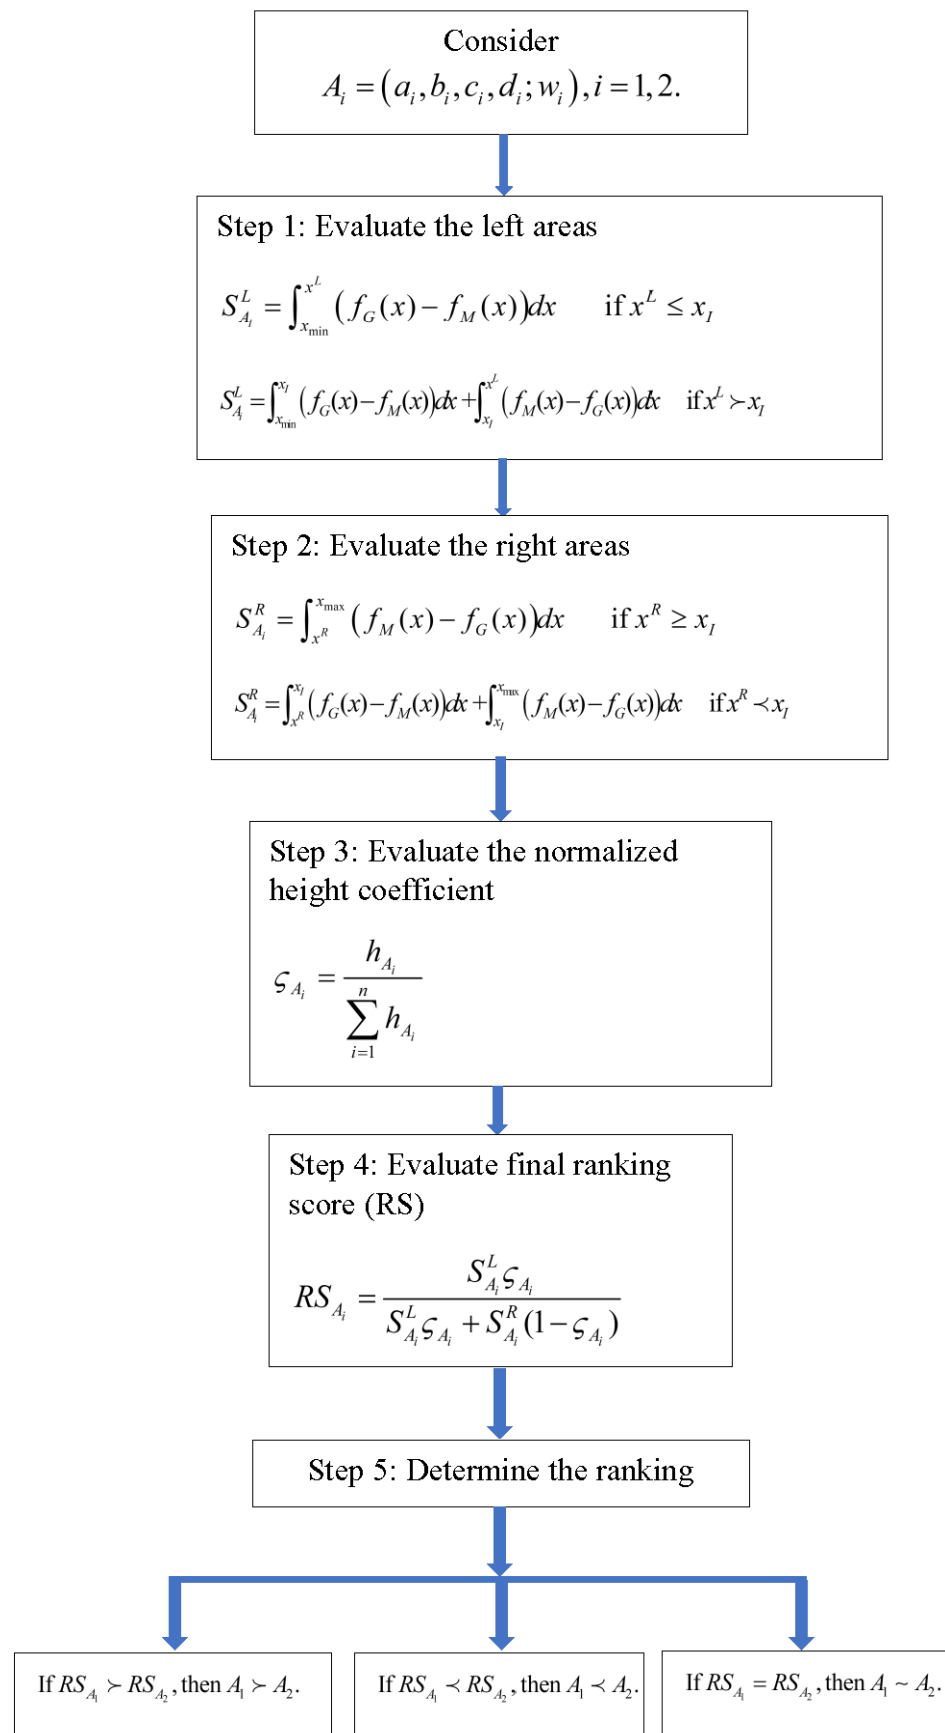 Consider
A_i = (a_i, b_i, c_i, d_i; w_i), i = 1, 2.
Step 1: Evaluate the left areas
S^L_{A_i} = ∫_{x_min}^{x^L} (f_G(x) − f_M(x))dx if x^L ≤ x_I
S^L_{A_i} = ∫_{x_min}^{x_I} (f_G(x) − f_M(x))dx + ∫_{x_I}^{x^L} (f_M(x) − f_G(x))dx if x^L ≻ x_I
Step 2: Evaluate the right areas
S^R_{A_i} = ∫_{x^R}^{x_max} (f_M(x) − f_G(x))dx if x^R ≥ x_I
S^R_{A_i} = ∫_{x^R}^{x_I} (f_G(x) − f_M(x))dx + ∫_{x_I}^{x_max} (f_M(x) − f_G(x))dx if x^R ≺ x_I
Step 3: Evaluate the normalized
height coefficient
ς_{A_i} = h_{A_i} / ∑_{i=1}^{n} h_{A_i}
Step 4: Evaluate final ranking
score (RS)
RS_{A_i} = S^L_{A_i} ς_{A_i} / (S^L_{A_i} ς_{A_i} + S^R_{A_i} (1 − ς_{A_i}))
Step 5: Determine the ranking
If RS_{A_1} ≻ RS_{A_2}, then A_1 ≻ A_2.
If RS_{A_1} ≺ RS_{A_2}, then A_1 ≺ A_2.
If RS_{A_1} = RS_{A_2}, then A_1 ~ A_2.